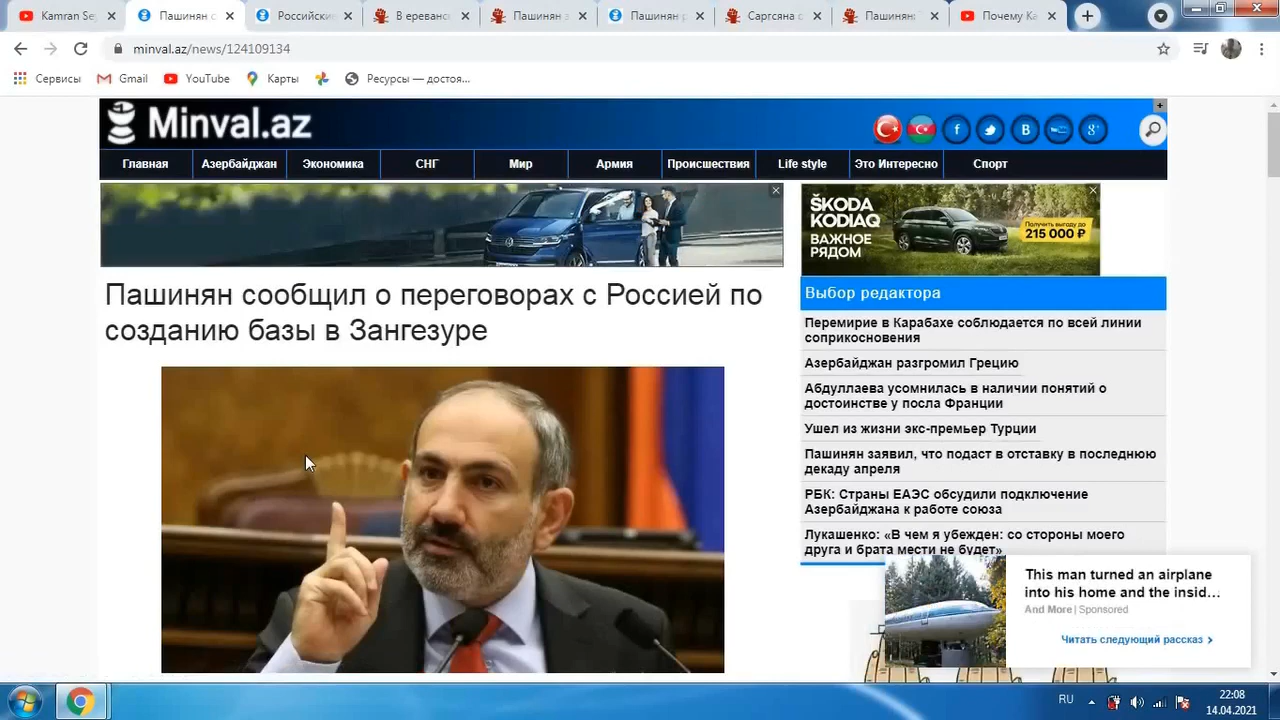 Kamran Se
Пашинян с
Российски
В ереванс
Пашинян а
Пашинян р
Саргсяна с
Пашинян:
Почему Ка
minval.az/news/124109134
Сервисы
Gmail
YouTube
Карты
Ресурсы — достоя...
Minval.az
Главная
Азербайджан
Экономика
СНГ
Мир
Армия
Происшествия
Life style
Это Интересно
Спорт
ŠKODA
KODIAQ
ВАЖНОЕ
РЯДОМ
Получить выгоду до
215 000 ₽
Пашинян сообщил о переговорах с Россией по
созданию базы в Зангезуре
Выбор редактора
Перемирие в Карабахе соблюдается по всей линии
соприкосновения
Азербайджан разгромил Грецию
Абдуллаева усомнилась в наличии понятий о
достоинстве у посла Франции
Ушел из жизни экс-премьер Турции
Пашинян заявил, что подаст в отставку в последнюю
декаду апреля
РБК: Страны ЕАЭС обсудили подключение
Азербайджана к работе союза
Лукашенко: «В чем я убежден: со стороны моего
друга и брата мести не будет»
This man turned an airplane
into his home and the insid...
And More | Sponsored
Читать следующий рассказ
RU
22:08
14.04.2021